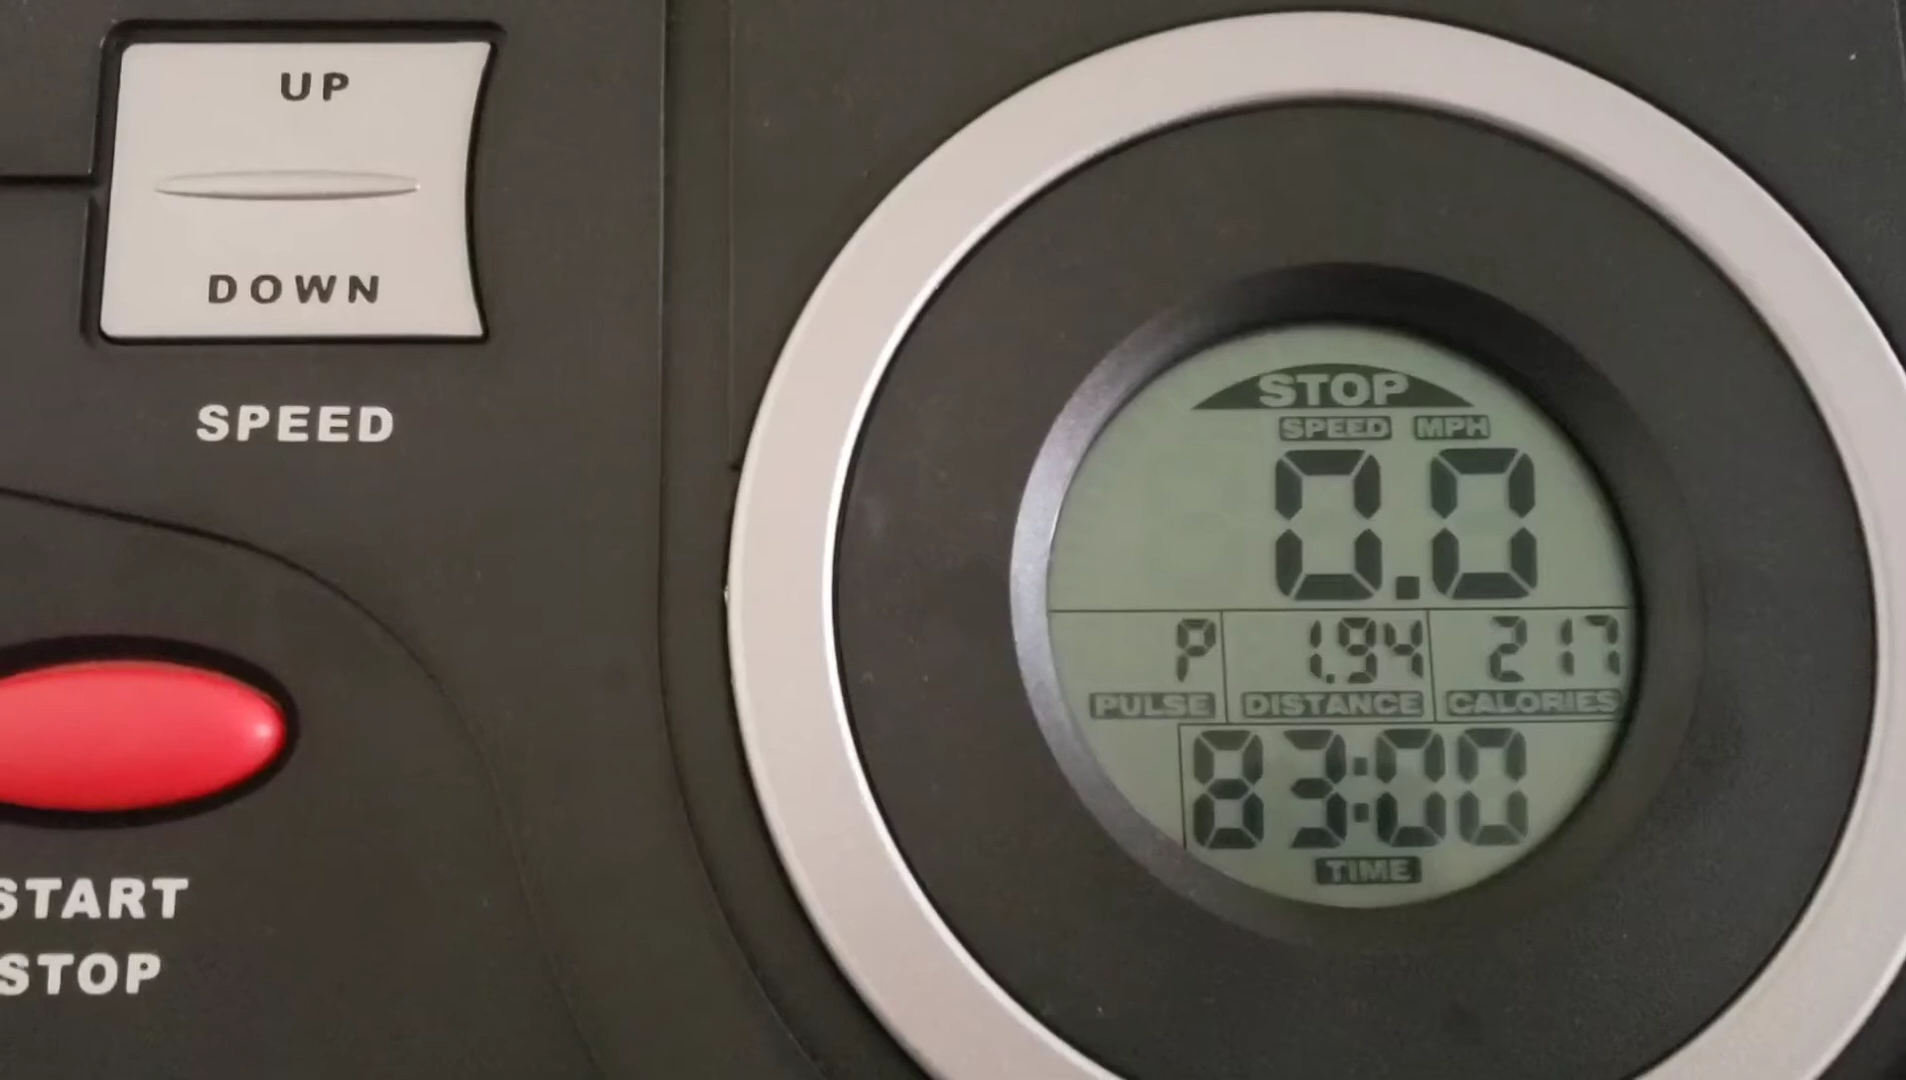 UP
DOWN
SPEED
START
STOP
STOP
SPEED MPH
0.0
P 1.94 217
PULSE DISTANCE CALORIES
83:00
TIME